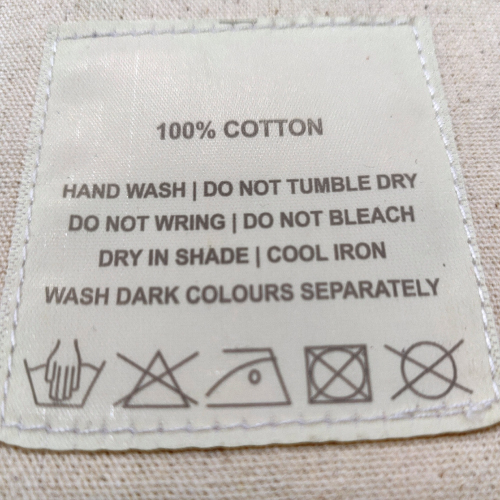 100% COTTON
HAND WASH | DO NOT TUMBLE DRY
DO NOT WRING | DO NOT BLEACH
DRY IN SHADE | COOL IRON
WASH DARK COLOURS SEPARATELY